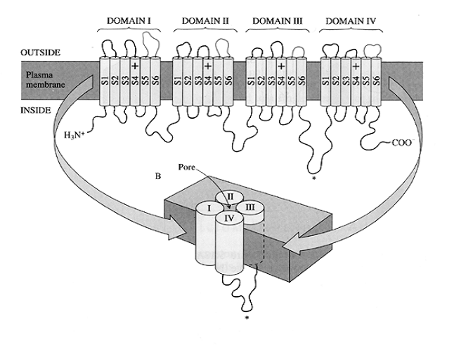 DOMAIN I DOMAIN II DOMAIN III DOMAIN IV
OUTSIDE
+ + + +
Plasma membrane
S1 S2 S3 S4 S5 S6 S1 S2 S3 S4 S5 S6 S1 S2 S3 S4 S5 S6 S1 S2 S3 S4 S5 S6
INSIDE
H₃N⁺
COO
*
B
Pore
II
I III
IV
*